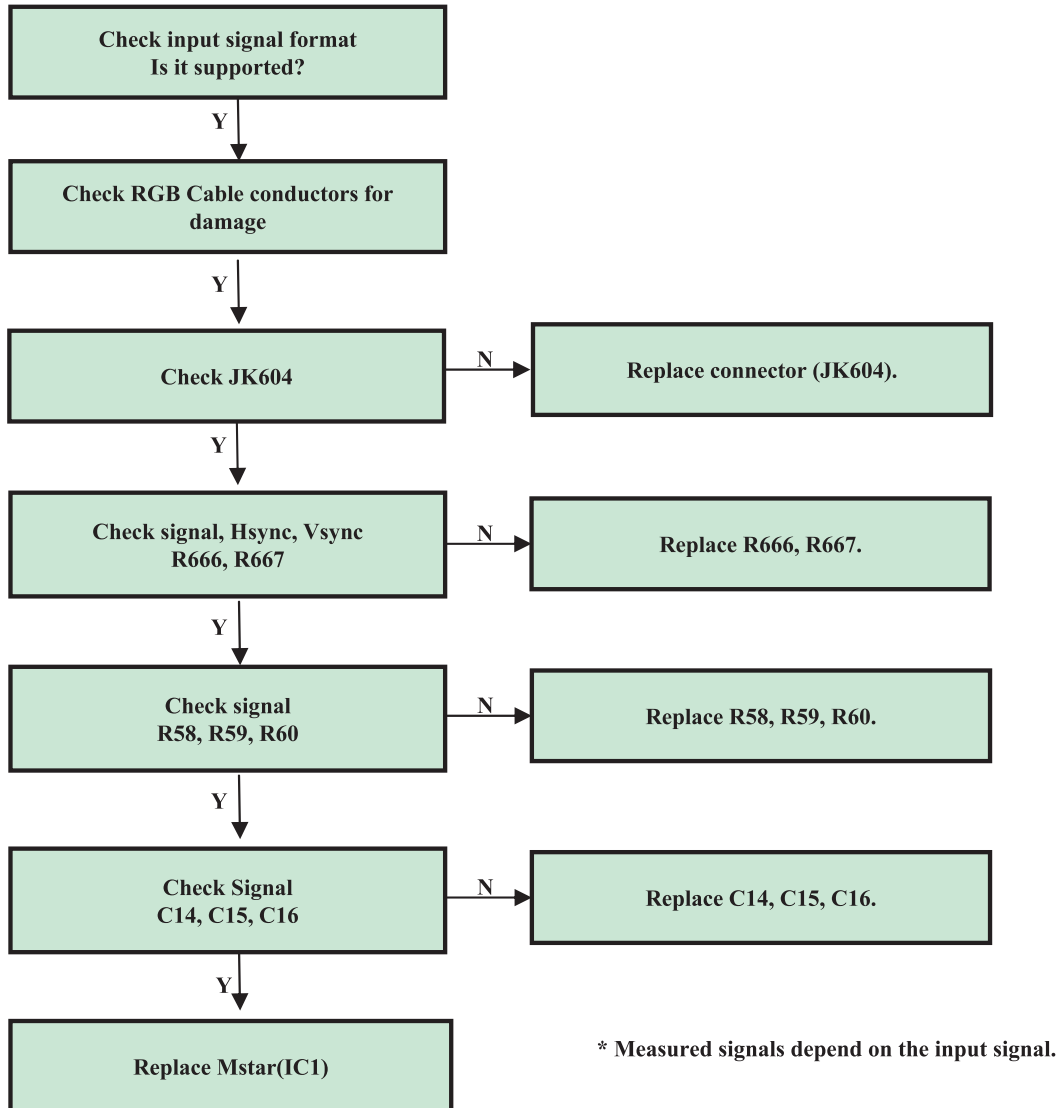 Check input signal format
Is it supported?
Y
Check RGB Cable conductors for
damage
Y
Check JK604
N
Replace connector (JK604).
Y
Check signal, Hsync, Vsync
R666, R667
N
Replace R666, R667.
Y
Check signal
R58, R59, R60
N
Replace R58, R59, R60.
Y
Check Signal
C14, C15, C16
N
Replace C14, C15, C16.
Y
Replace Mstar(IC1)
* Measured signals depend on the input signal.